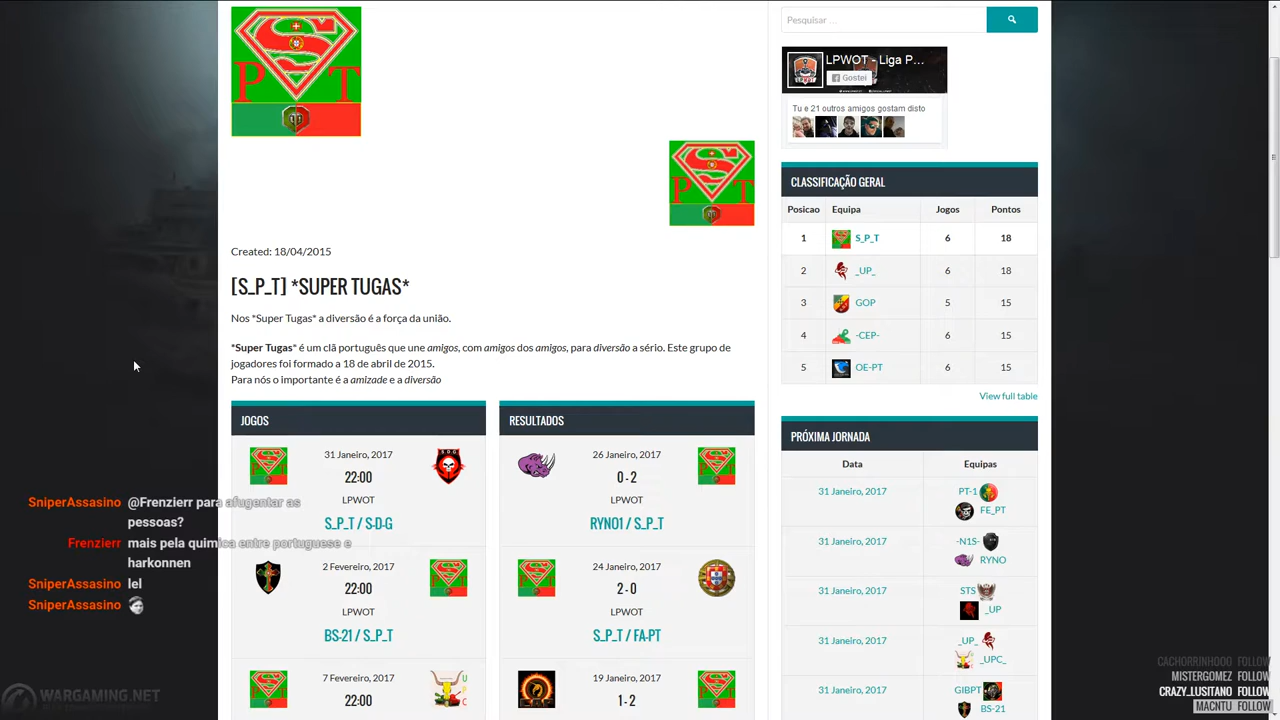 S P T
S P T
Created: 18/04/2015
[S_P_T] *SUPER TUGAS*
Nos *Super Tugas* a diversão é a força da união.
*Super Tugas* é um clã português que une amigos, com amigos dos amigos, para diversão a sério. Este grupo de
jogadores foi formado a 18 de abril de 2015.
Para nós o importante é a amizade e a diversão
JOGOS
31 Janeiro, 2017
S D G
22:00
LPWOT
S_P_T / S-D-G
2 Fevereiro, 2017
22:00
LPWOT
BS-21 / S_P_T
7 Fevereiro, 2017
U P C
22:00
RESULTADOS
26 Janeiro, 2017
0 - 2
LPWOT
RYNO1 / S_P_T
24 Janeiro, 2017
2 - 0
LPWOT
S_P_T / FA-PT
19 Janeiro, 2017
1 - 2
Pesquisar …
LPWOT - Liga P...
Gostei
Tu e 21 outros amigos gostam disto
CLASSIFICAÇÃO GERAL
Posicao Equipa Jogos Pontos
1 S_P_T 6 18
2 _UP_ 6 18
3 GOP 5 15
4 -CEP- 6 15
5 OE-PT 6 15
View full table
PRÓXIMA JORNADA
Data Equipas
31 Janeiro, 2017 PT-1
FE_PT
31 Janeiro, 2017 -N1S-
RYNO
31 Janeiro, 2017 STS
_UP
31 Janeiro, 2017 _UP_
_UPC_
31 Janeiro, 2017 GIBPT
BS-21
SniperAssasino @Frenzierr para afugentar as
pessoas?
Frenzierr mais pela quimica entre portuguese e
harkonnen
SniperAssasino lel
SniperAssasino
WARGAMING.NET
CACHORRINHOOO FOLLOW
MISTERGOMEZ FOLLOW
CRAZY_LUSITANO FOLLOW
MACNTU FOLLOW